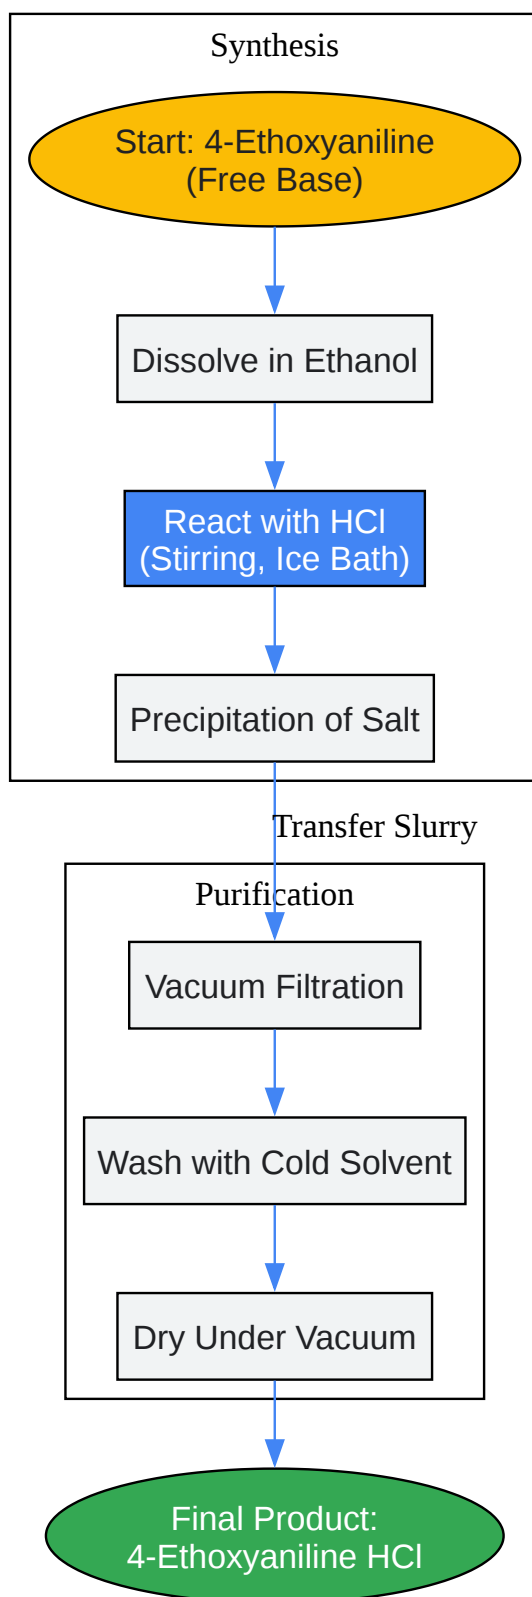 Synthesis
Start: 4-Ethoxyaniline
(Free Base)
Dissolve in Ethanol
React with HCl
(Stirring, Ice Bath)
Precipitation of Salt
Transfer Slurry
Purification
Vacuum Filtration
Wash with Cold Solvent
Dry Under Vacuum
Final Product:
4-Ethoxyaniline HCl